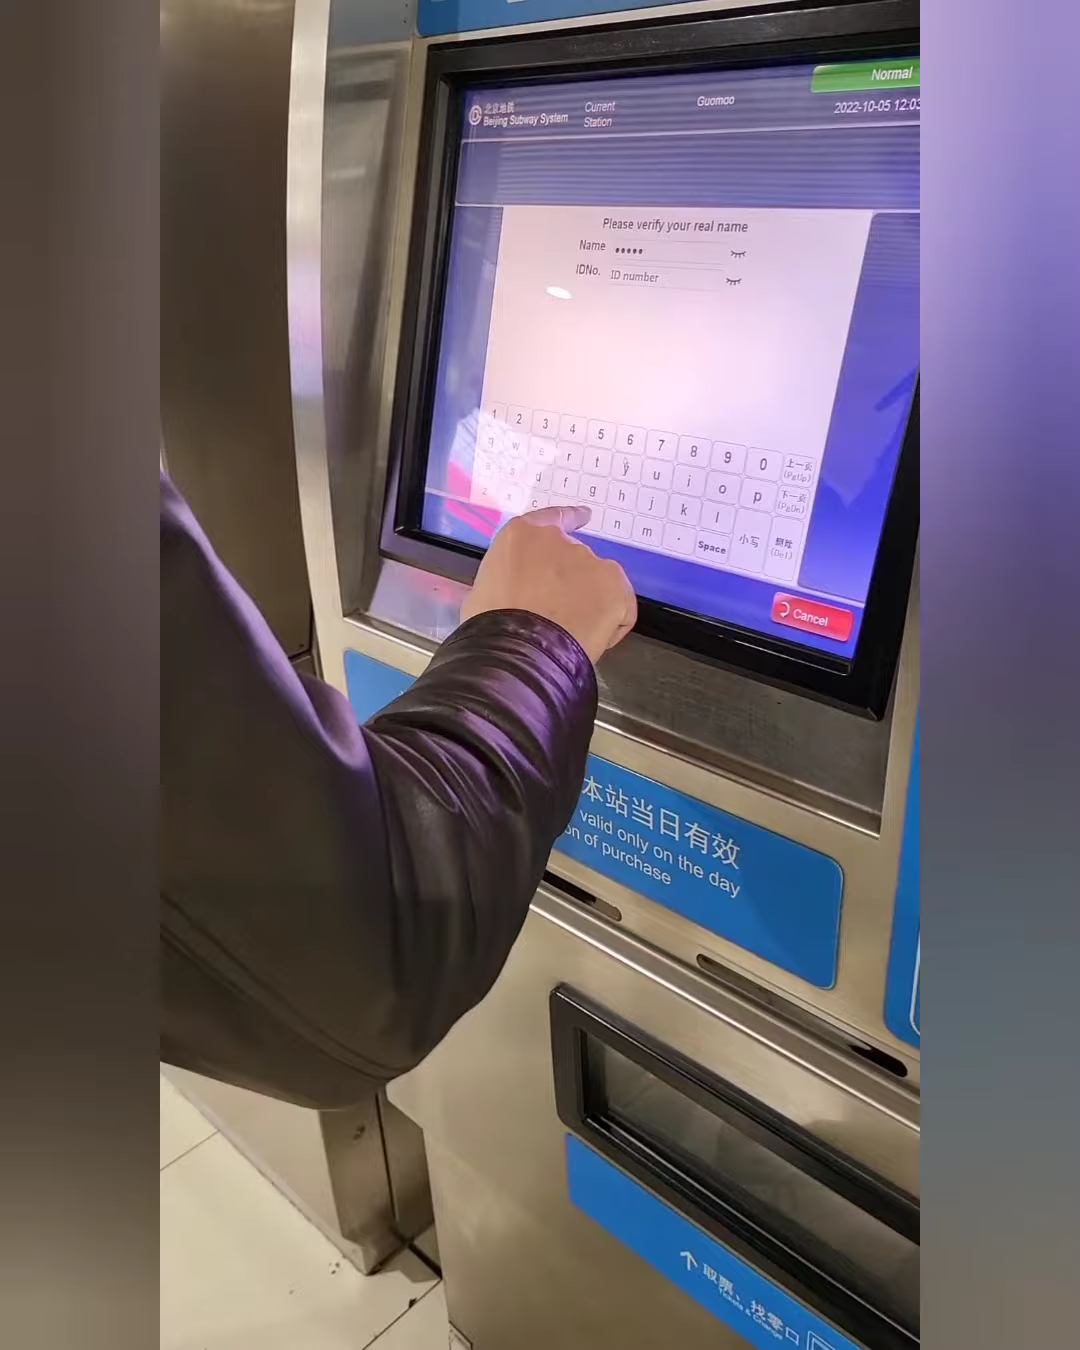 Normal
北京地铁
Beijing Subway System
Current
Station
Guomao
2022-10-05 12:03
Please verify your real name
Name •••••
IDNo. ID number
1 2 3 4 5 6 7 8 9 0 上一页 (PgUp)
q w e r t y u i o p 下一页 (PgDn)
a s d f g h j k l 小写 删除 (Del)
z x c n m . Space
Cancel
本站当日有效
valid only on the day
on of purchase
↑ 取票、找零口
Tickets & Change